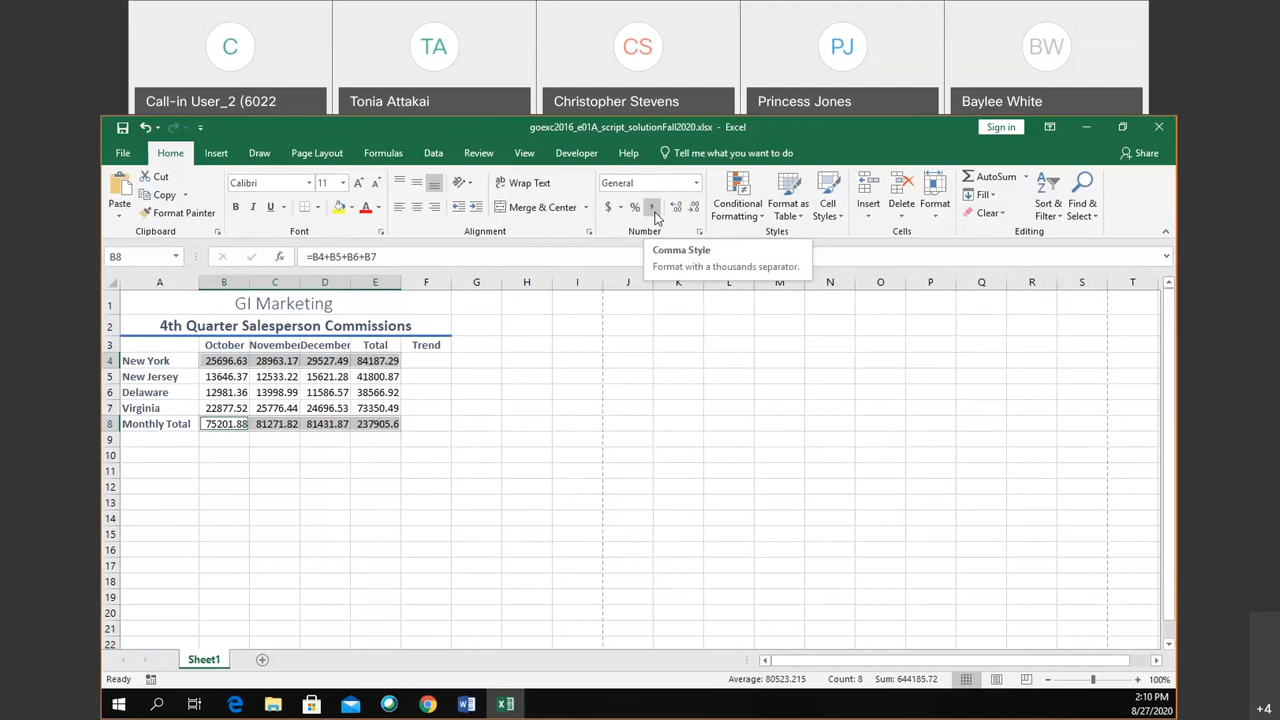 C
TA
CS
PJ
BW
Call-in User_2 (6022
Tonia Attakai
Christopher Stevens
Princess Jones
Baylee White
goexc2016_e01A_script_solutionFall2020.xlsx - Excel
Sign in
File Home Insert Draw Page Layout Formulas Data Review View Developer Help Tell me what you want to do Share
Paste
Cut
Copy
Format Painter
Clipboard
Calibri 11
B I U
Font
Wrap Text
Merge & Center
Alignment
General
$ % ,
Number
Conditional Formatting
Format as Table
Cell Styles
Styles
Insert
Delete
Format
Cells
AutoSum
Fill
Clear
Sort & Filter
Find & Select
Editing
B8 fx =B4+B5+B6+B7
Comma Style
Format with a thousands separator.
A B C D E F G H I J K L M N O P Q R S T
1 GI Marketing
2 4th Quarter Salesperson Commissions
3 October November December Total Trend
4 New York 25696.63 28963.17 29527.49 84187.29
5 New Jersey 13646.37 12533.22 15621.28 41800.87
6 Delaware 12981.36 13998.99 11586.57 38566.92
7 Virginia 22877.52 25776.44 24696.53 73350.49
8 Monthly Total 75201.88 81271.82 81431.87 237905.6
9
10
11
12
13
14
15
16
17
18
19
20
21
22
Sheet1
Ready Average: 80523.215 Count: 8 Sum: 644185.72 100%
2:10 PM
8/27/2020
+4